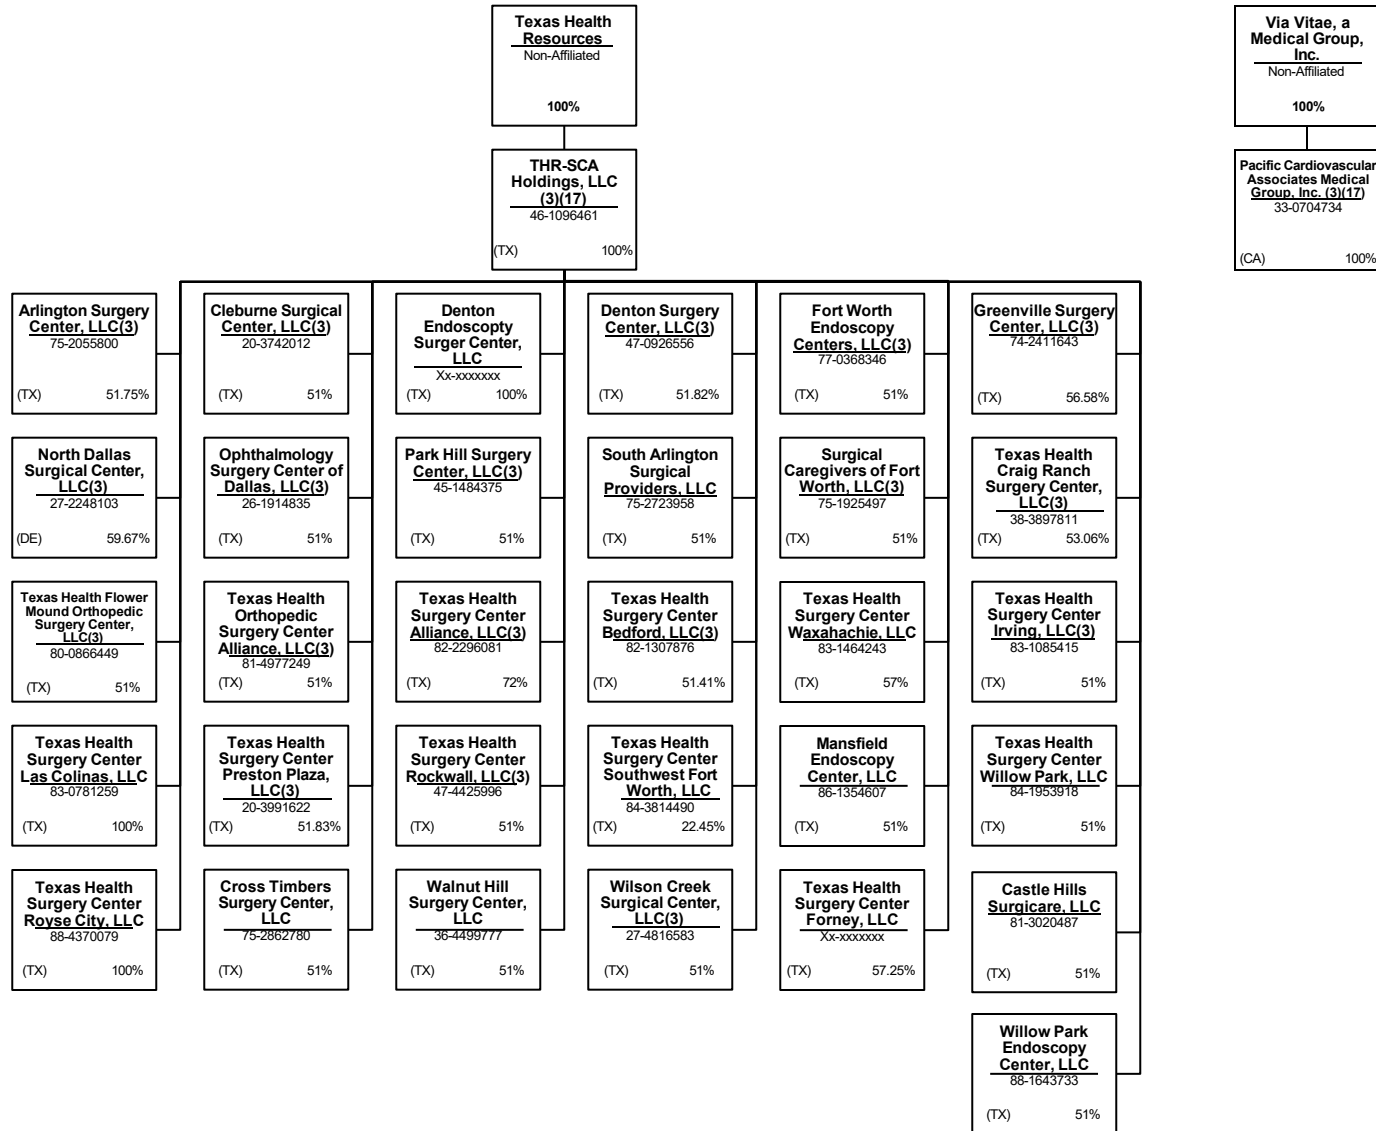 Texas Health
Resources
Non-Affiliated
100%
Via Vitae, a
Medical Group,
Inc.
Non-Affiliated
100%
THR-SCA
Holdings, LLC
(3)(17)
46-1096461
(TX) 100%
Pacific Cardiovascular
Associates Medical
Group, Inc. (3)(17)
33-0704734
(CA) 100%
Arlington Surgery
Center, LLC(3)
75-2055800
(TX) 51.75%
Cleburne Surgical
Center, LLC(3)
20-3742012
(TX) 51%
Denton
Endoscopty
Surger Center,
LLC
Xx-xxxxxxx
(TX) 100%
Denton Surgery
Center, LLC(3)
47-0926556
(TX) 51.82%
Fort Worth
Endoscopy
Centers, LLC(3)
77-0368346
(TX) 51%
Greenville Surgery
Center, LLC(3)
74-2411643
(TX) 56.58%
North Dallas
Surgical Center,
LLC(3)
27-2248103
(DE) 59.67%
Ophthalmology
Surgery Center of
Dallas, LLC(3)
26-1914835
(TX) 51%
Park Hill Surgery
Center, LLC(3)
45-1484375
(TX) 51%
South Arlington
Surgical
Providers, LLC
75-2723958
(TX) 51%
Surgical
Caregivers of Fort
Worth, LLC(3)
75-1925497
(TX) 51%
Texas Health
Craig Ranch
Surgery Center,
LLC(3)
38-3897811
(TX) 53.06%
Texas Health Flower
Mound Orthopedic
Surgery Center,
LLC(3)
80-0866449
(TX) 51%
Texas Health
Orthopedic
Surgery Center
Alliance, LLC(3)
81-4977249
(TX) 51%
Texas Health
Surgery Center
Alliance, LLC(3)
82-2296081
(TX) 72%
Texas Health
Surgery Center
Bedford, LLC(3)
82-1307876
(TX) 51.41%
Texas Health
Surgery Center
Waxahachie, LLC
83-1464243
(TX) 57%
Texas Health
Surgery Center
Irving, LLC(3)
83-1085415
(TX) 51%
Texas Health
Surgery Center
Las Colinas, LLC
83-0781259
(TX) 100%
Texas Health
Surgery Center
Preston Plaza,
LLC(3)
20-3991622
(TX) 51.83%
Texas Health
Surgery Center
Rockwall, LLC(3)
47-4425996
(TX) 51%
Texas Health
Surgery Center
Southwest Fort
Worth, LLC
84-3814490
(TX) 22.45%
Mansfield
Endoscopy
Center, LLC
86-1354607
(TX) 51%
Texas Health
Surgery Center
Willow Park, LLC
84-1953918
(TX) 51%
Texas Health
Surgery Center
Royse City, LLC
88-4370079
(TX) 100%
Cross Timbers
Surgery Center,
LLC
75-2862780
(TX) 51%
Walnut Hill
Surgery Center,
LLC
36-4499777
(TX) 51%
Wilson Creek
Surgical Center,
LLC(3)
27-4816583
(TX) 51%
Texas Health
Surgery Center
Forney, LLC
Xx-xxxxxxx
(TX) 57.25%
Castle Hills
Surgicare, LLC
81-3020487
(TX) 51%
Willow Park
Endoscopy
Center, LLC
88-1643733
(TX) 51%